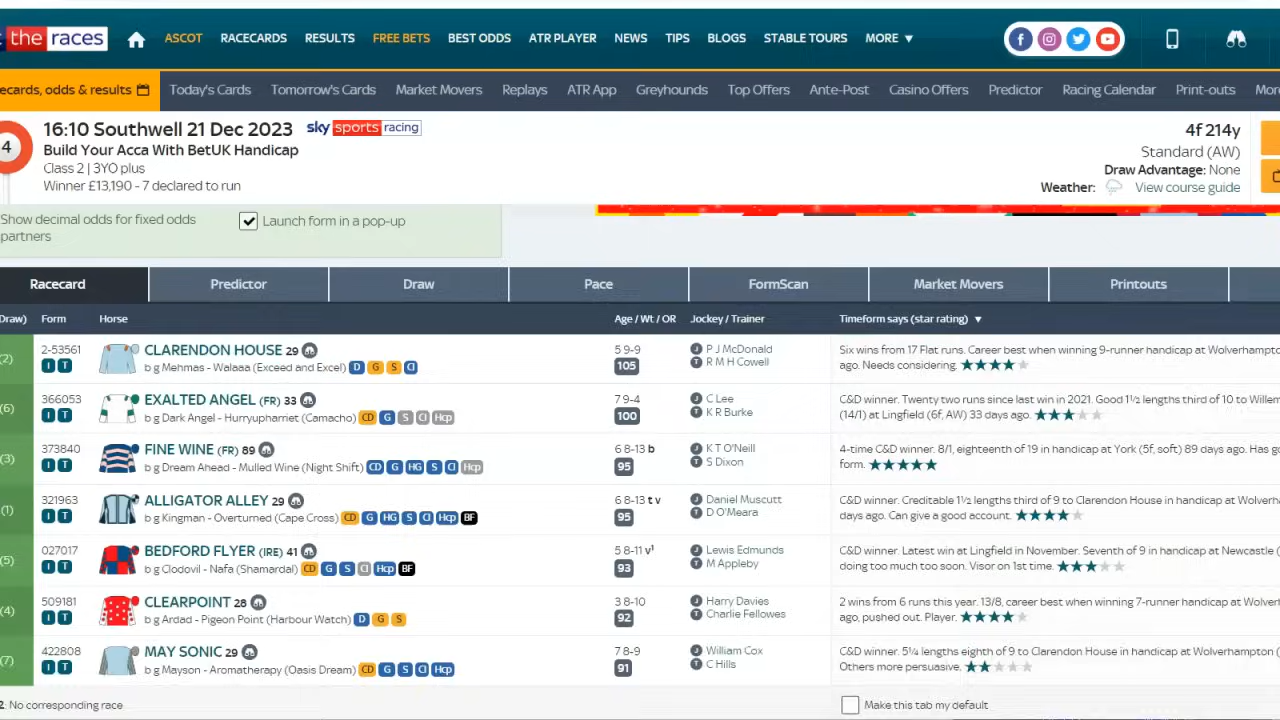 the races
ASCOT RACECARDS RESULTS FREE BETS BEST ODDS ATR PLAYER NEWS TIPS BLOGS STABLE TOURS MORE ▼
ecards, odds & results Today's Cards Tomorrow's Cards Market Movers Replays ATR App Greyhounds Top Offers Ante-Post Casino Offers Predictor Racing Calendar Print-outs Mor
4
16:10 Southwell 21 Dec 2023 sky sports racing
Build Your Acca With BetUK Handicap
Class 2 | 3YO plus
Winner £13,190 - 7 declared to run
4f 214y
Standard (AW)
Draw Advantage: None
Weather: View course guide
Show decimal odds for fixed odds
partners
Launch form in a pop-up
Racecard Predictor Draw Pace FormScan Market Movers Printouts
Draw) Form Horse Age / Wt / OR Jockey / Trainer Timeform says (star rating) ▼
(2) 2-53561 CLARENDON HOUSE 29 5 9-9 J P J McDonald Six wins from 17 Flat runs. Career best when winning 9-runner handicap at Wolverhampto
I T b g Mehmas - Walaa (Exceed and Excel) D G S Cl 105 T R M H Cowell ago. Needs considering. ★★★★★
(6) 366053 EXALTED ANGEL (FR) 33 7 9-4 J C Lee C&D winner. Twenty two runs since last win in 2021. Good 1½ lengths third of 10 to Willem
I T b g Dark Angel - Hurryupharriet (Camacho) CD G S Cl Hcp 100 T K R Burke (14/1) at Lingfield (6f, AW) 33 days ago. ★★★★★
(3) 373840 FINE WINE (FR) 89 6 8-13 b J K T O'Neill 4-time C&D winner. 8/1, eighteenth of 19 in handicap at York (5f, soft) 89 days ago. Has go
I T b g Dream Ahead - Mulled Wine (Night Shift) CD G HG S Cl Hcp 95 T S Dixon form. ★★★★★
(1) 321963 ALLIGATOR ALLEY 29 6 8-13 t v J Daniel Muscutt C&D winner. Creditable 1½ lengths third of 9 to Clarendon House in handicap at Wolverha
I T b g Kingman - Overturned (Cape Cross) CD G HG S Cl Hcp BF 95 T D O'Meara days ago. Can give a good account. ★★★★★
(5) 027017 BEDFORD FLYER (IRE) 41 5 8-11 v¹ J Lewis Edmunds C&D winner. Latest win at Lingfield in November. Seventh of 9 in handicap at Newcastle (
I T b g Clodovil - Nafa (Shamardal) CD G S Cl Hcp BF 93 T M Appleby doing too much too soon. Visor on 1st time. ★★★★★
(4) 509181 CLEARPOINT 28 3 8-10 J Harry Davies 2 wins from 6 runs this year. 13/8, career best when winning 7-runner handicap at Wolver
I T b g Ardad - Pigeon Point (Harbour Watch) D G S 92 T Charlie Fellowes ago, pushed out. Player. ★★★★★
(7) 422808 MAY SONIC 29 7 8-9 J William Cox C&D winner. 5¼ lengths eighth of 9 to Clarendon House in handicap at Wolverhampton (
I T b g Mayson - Aromatherapy (Oasis Dream) CD G S Cl Hcp 91 T C Hills Others more persuasive. ★★★★★
2. No corresponding race Make this tab my default